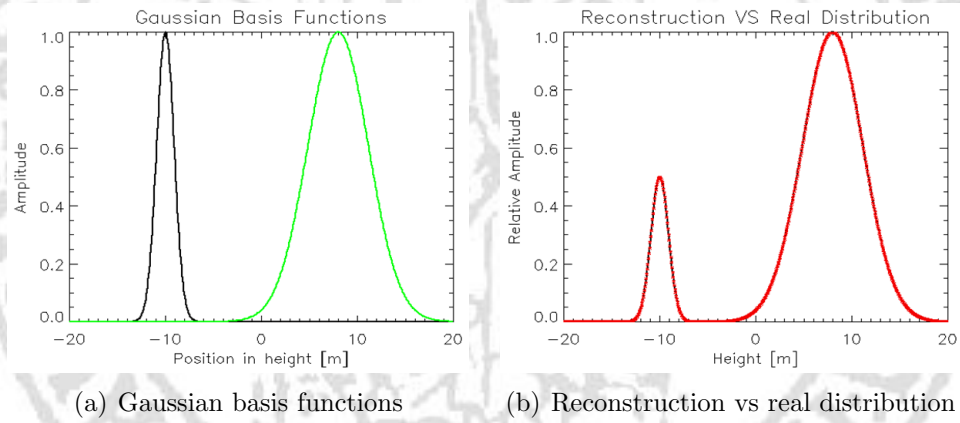 Gaussian Basis Functions
1.0
0.8
0.6
0.4
0.2
0.0
Amplitude
-20 -10 0 10 20
Position in height [m]
(a) Gaussian basis functions
Reconstruction VS Real Distribution
1.0
0.8
0.6
0.4
0.2
0.0
Relative Amplitude
-20 -10 0 10 20
Height [m]
(b) Reconstruction vs real distribution